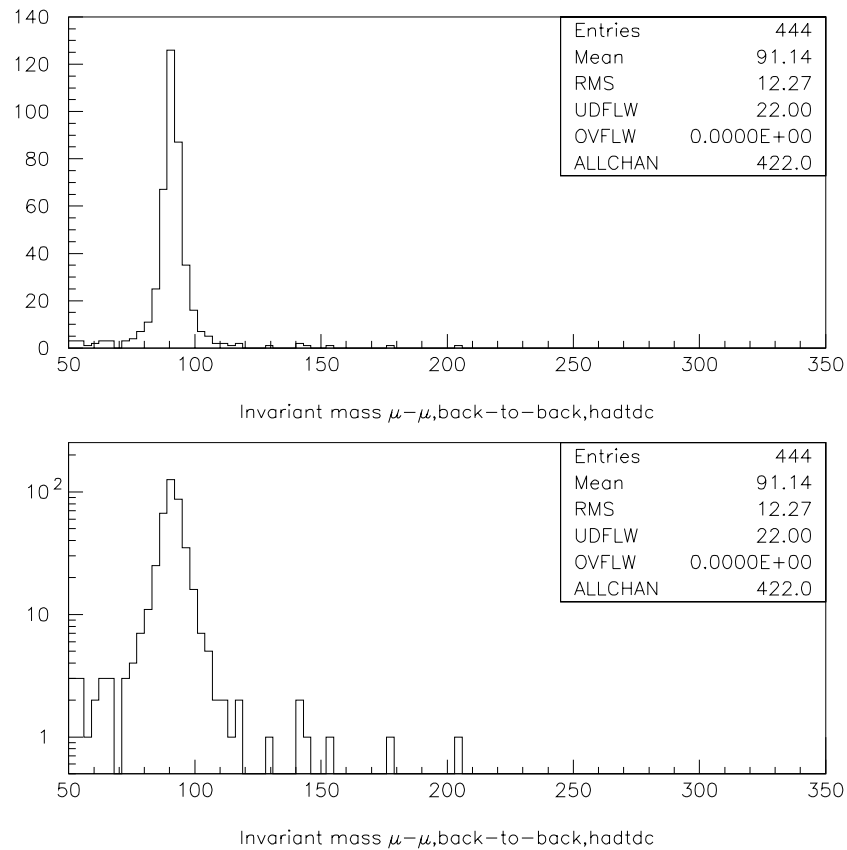 140
120
100
80
60
40
20
0
Entries 444
Mean 91.14
RMS 12.27
UDFLW 22.00
OVFLW 0.0000E+00
ALLCHAN 422.0
50 100 150 200 250 300 350
Invariant mass μ−μ,back−to−back,hadtdc
10²
10
1
Entries 444
Mean 91.14
RMS 12.27
UDFLW 22.00
OVFLW 0.0000E+00
ALLCHAN 422.0
50 100 150 200 250 300 350
Invariant mass μ−μ,back−to−back,hadtdc